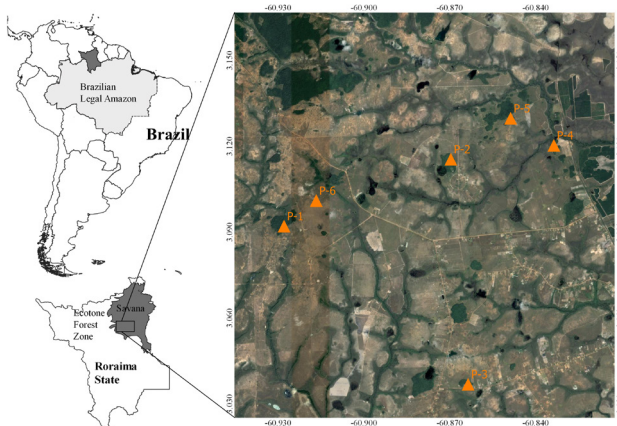 -60.930 -60.900 -60.870 -60.840
3.150
3.120
3.090
3.060
3.030
Brazilian
Legal Amazon
Brazil
P-5
P-4
P-2
P-6
P-1
P-3
Savana
Ecotone
Forest
Zone
Roraima
State
-60.930 -60.900 -60.870 -60.840